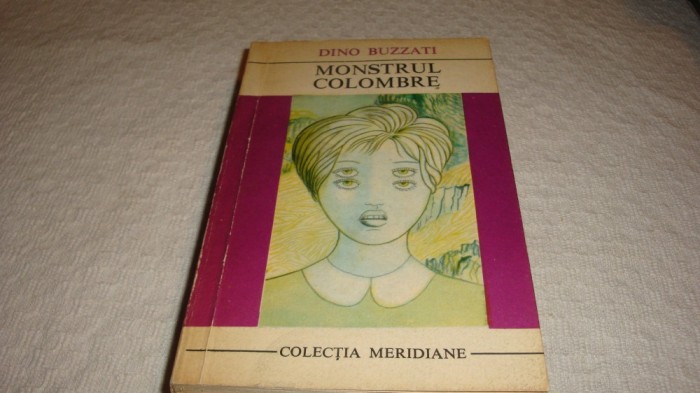 DINO BUZZATI
MONSTRUL
COLOMBRE
COLECȚIA MERIDIANE